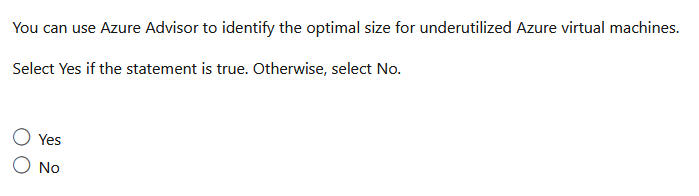 You can use Azure Advisor to identify the optimal size for underutilized Azure virtual machines.
Select Yes if the statement is true. Otherwise, select No.
Yes
No